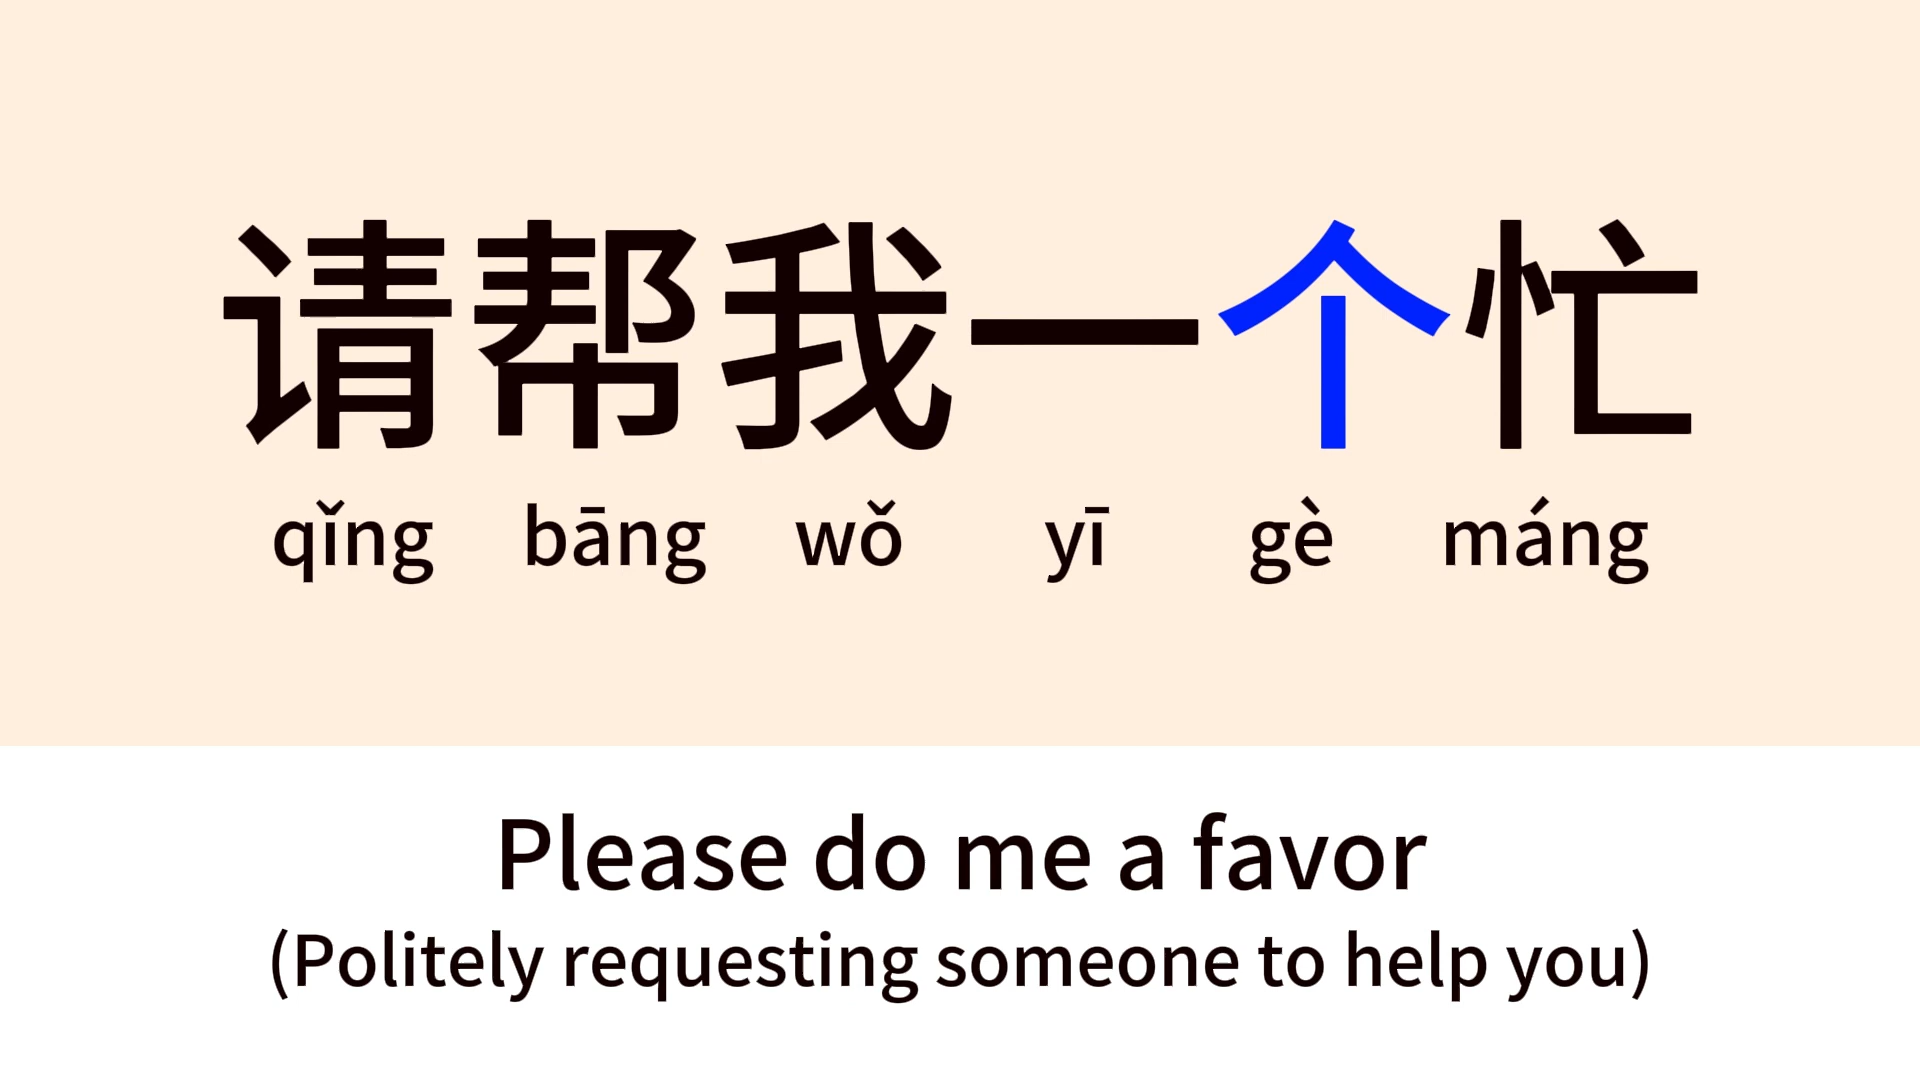 请帮我一个忙
qǐng bāng wǒ yī gè máng
Please do me a favor
(Politely requesting someone to help you)